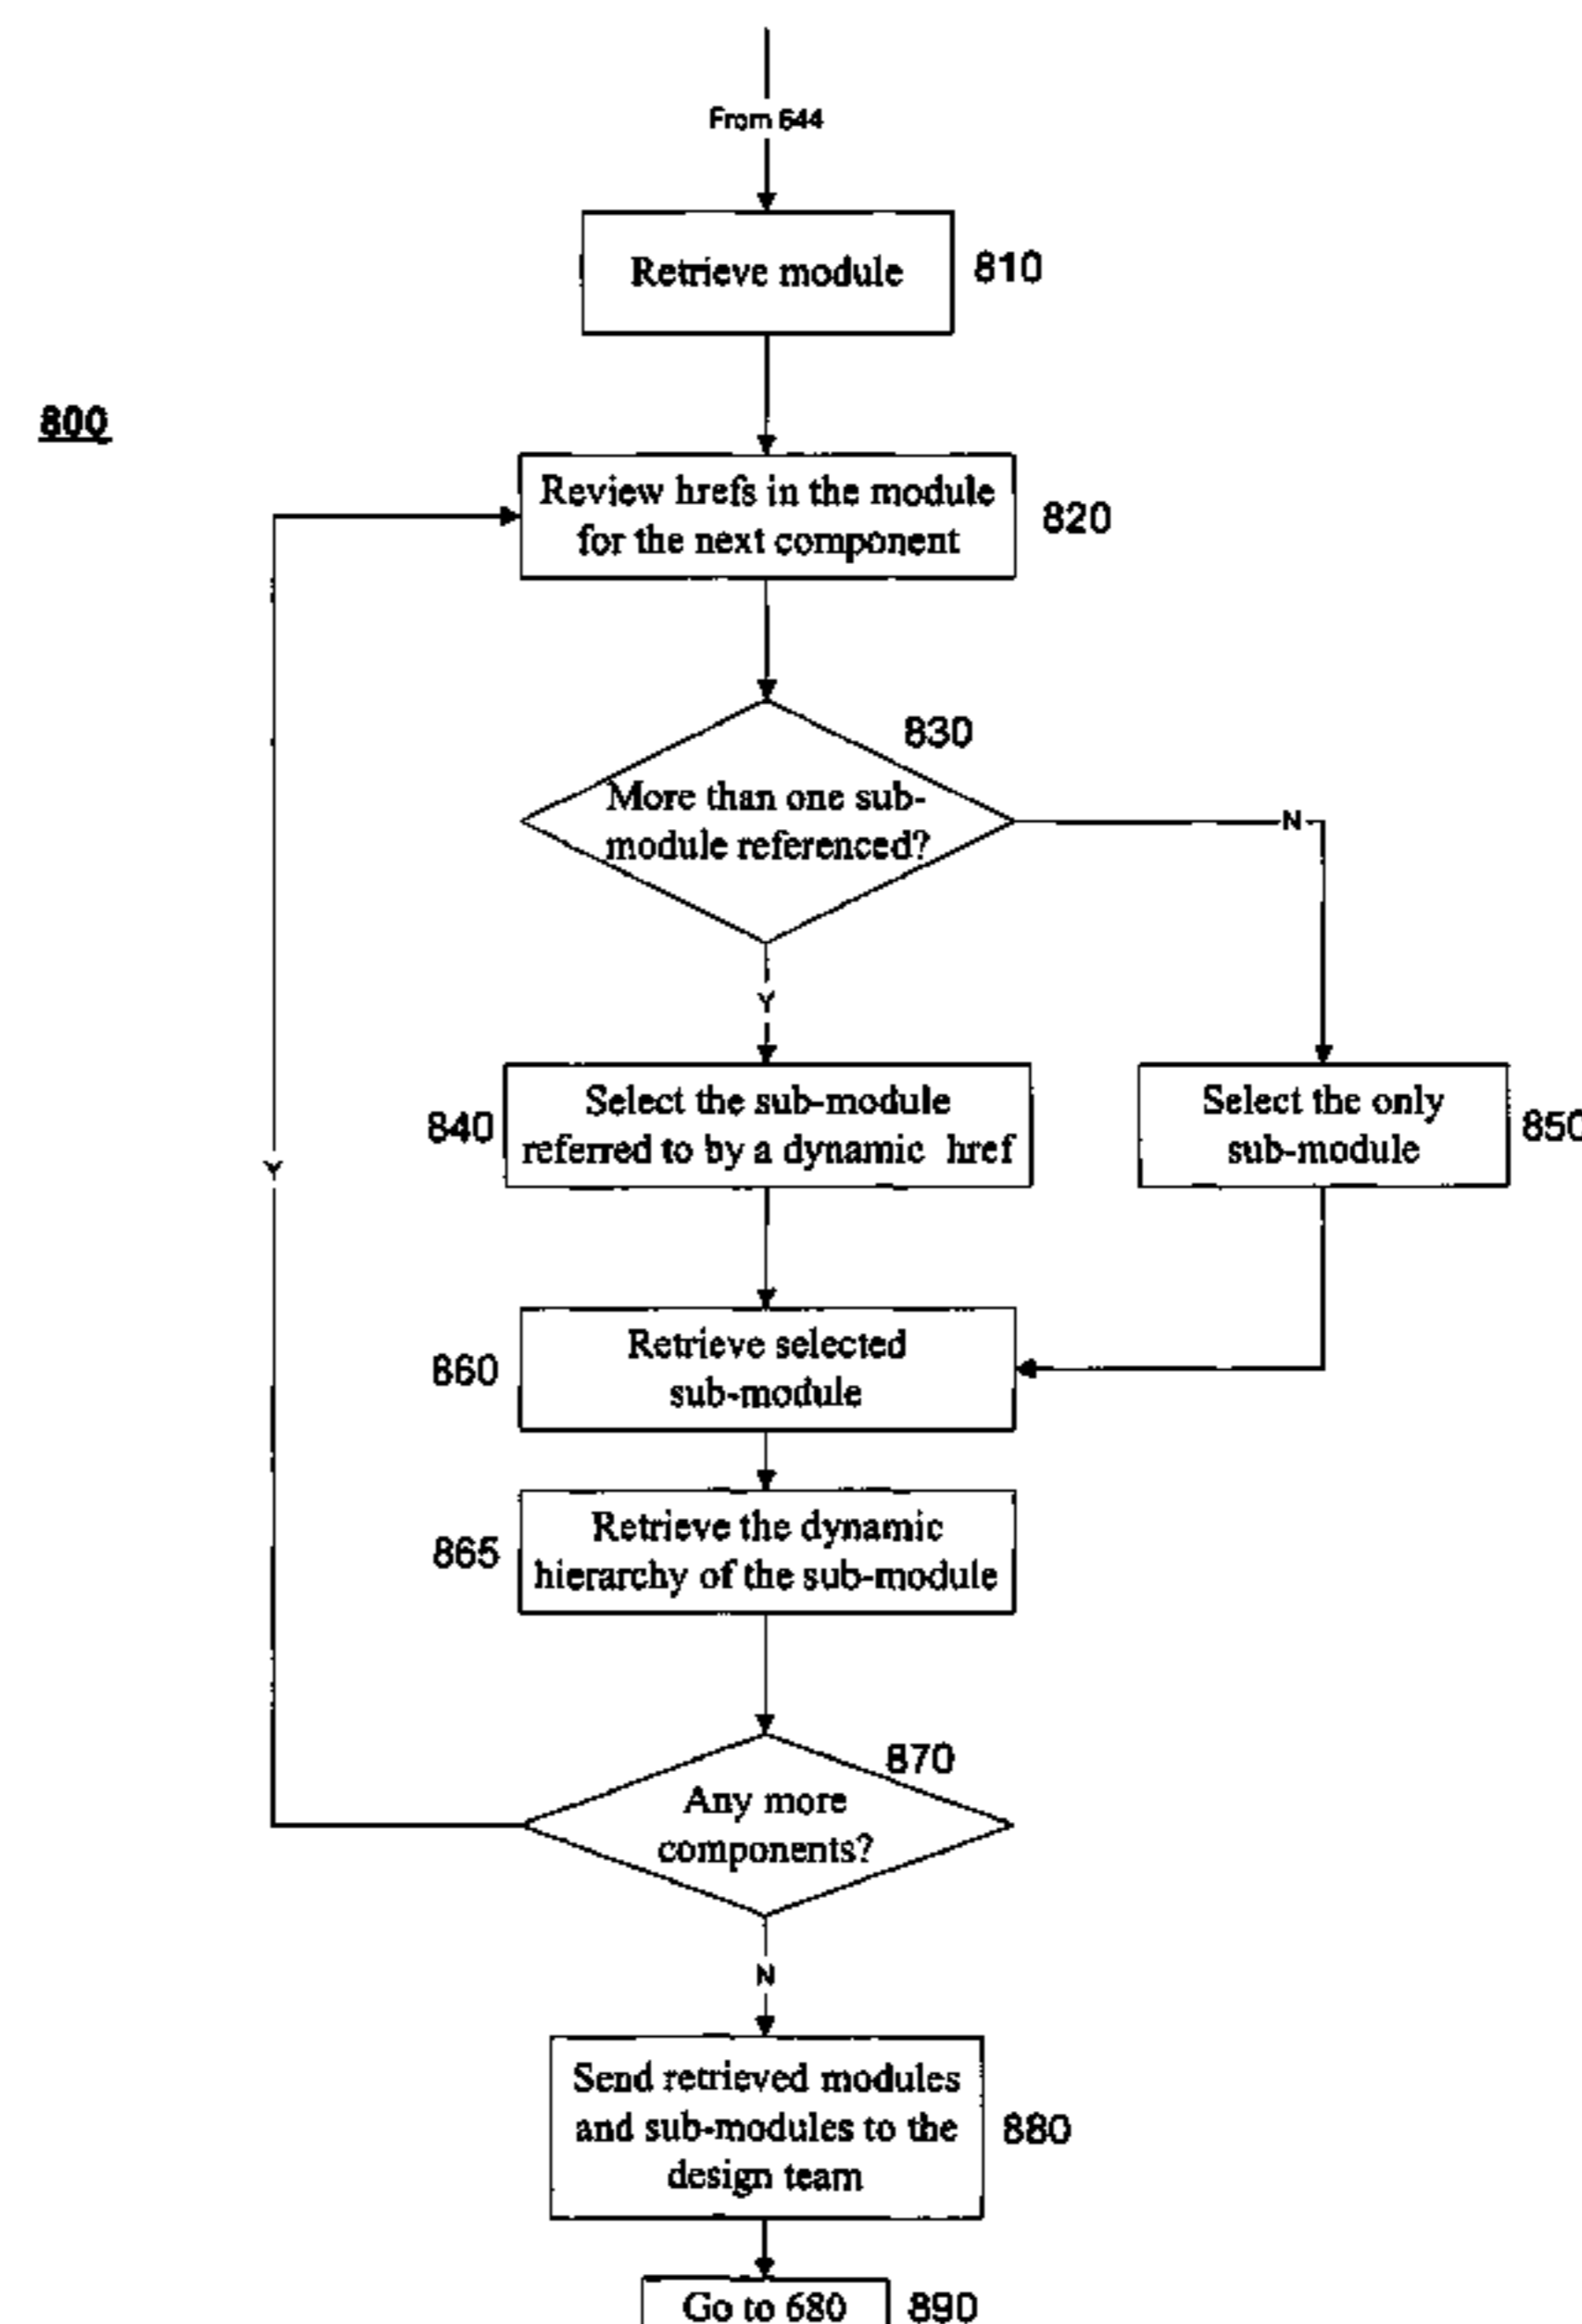 From 644
Retrieve module
810
800
Review hrefs in the module
for the next component
820
830
More than one sub-
module referenced?
N
Y
840
Select the sub-module
referred to by a dynamic href
Select the only
sub-module
850
Y
860
Retrieve selected
sub-module
865
Retrieve the dynamic
hierarchy of the sub-module
870
Any more
components?
N
Send retrieved modules
and sub-modules to the
design team
880
Go to 680
890